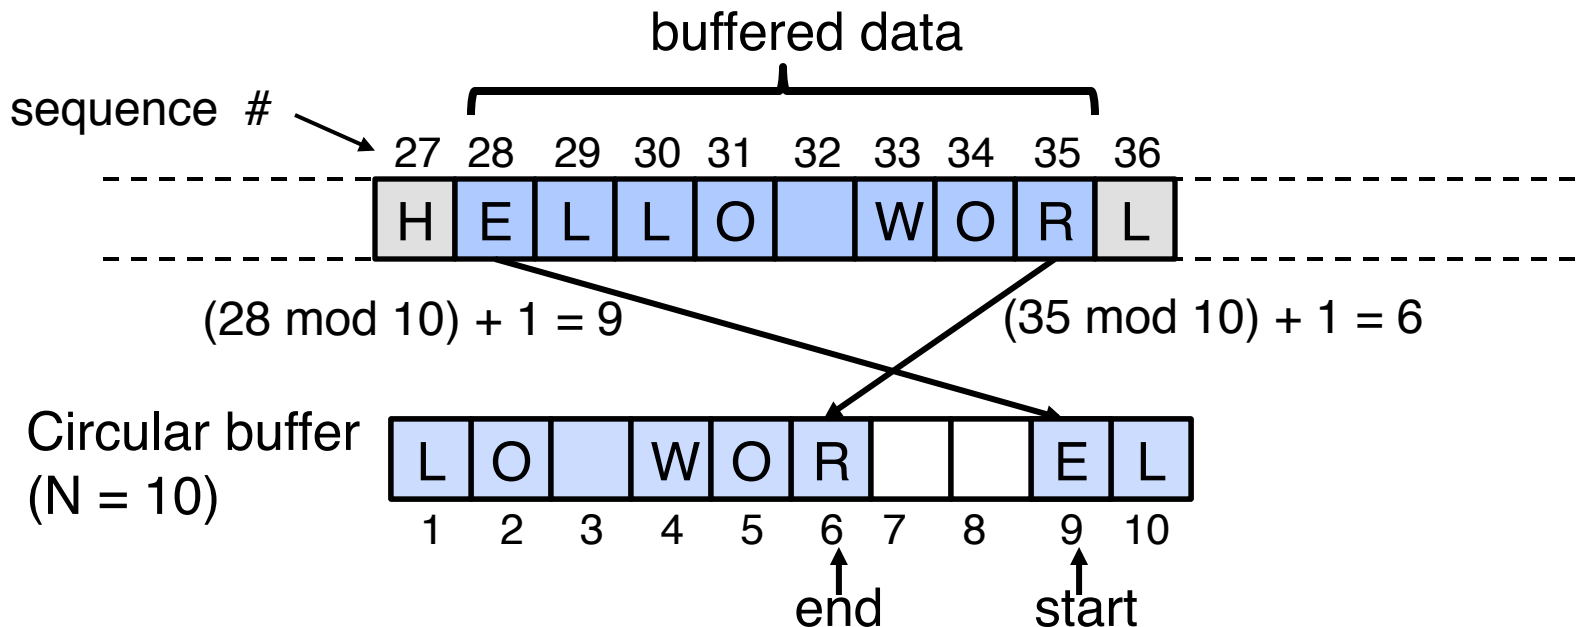 buffered data
sequence #
27 28 29 30 31 32 33 34 35 36
H E L L O W O R L
(28 mod 10) + 1 = 9 (35 mod 10) + 1 = 6
Circular buffer
(N = 10)
L O W O R E L
1 2 3 4 5 6 7 8 9 10
end start